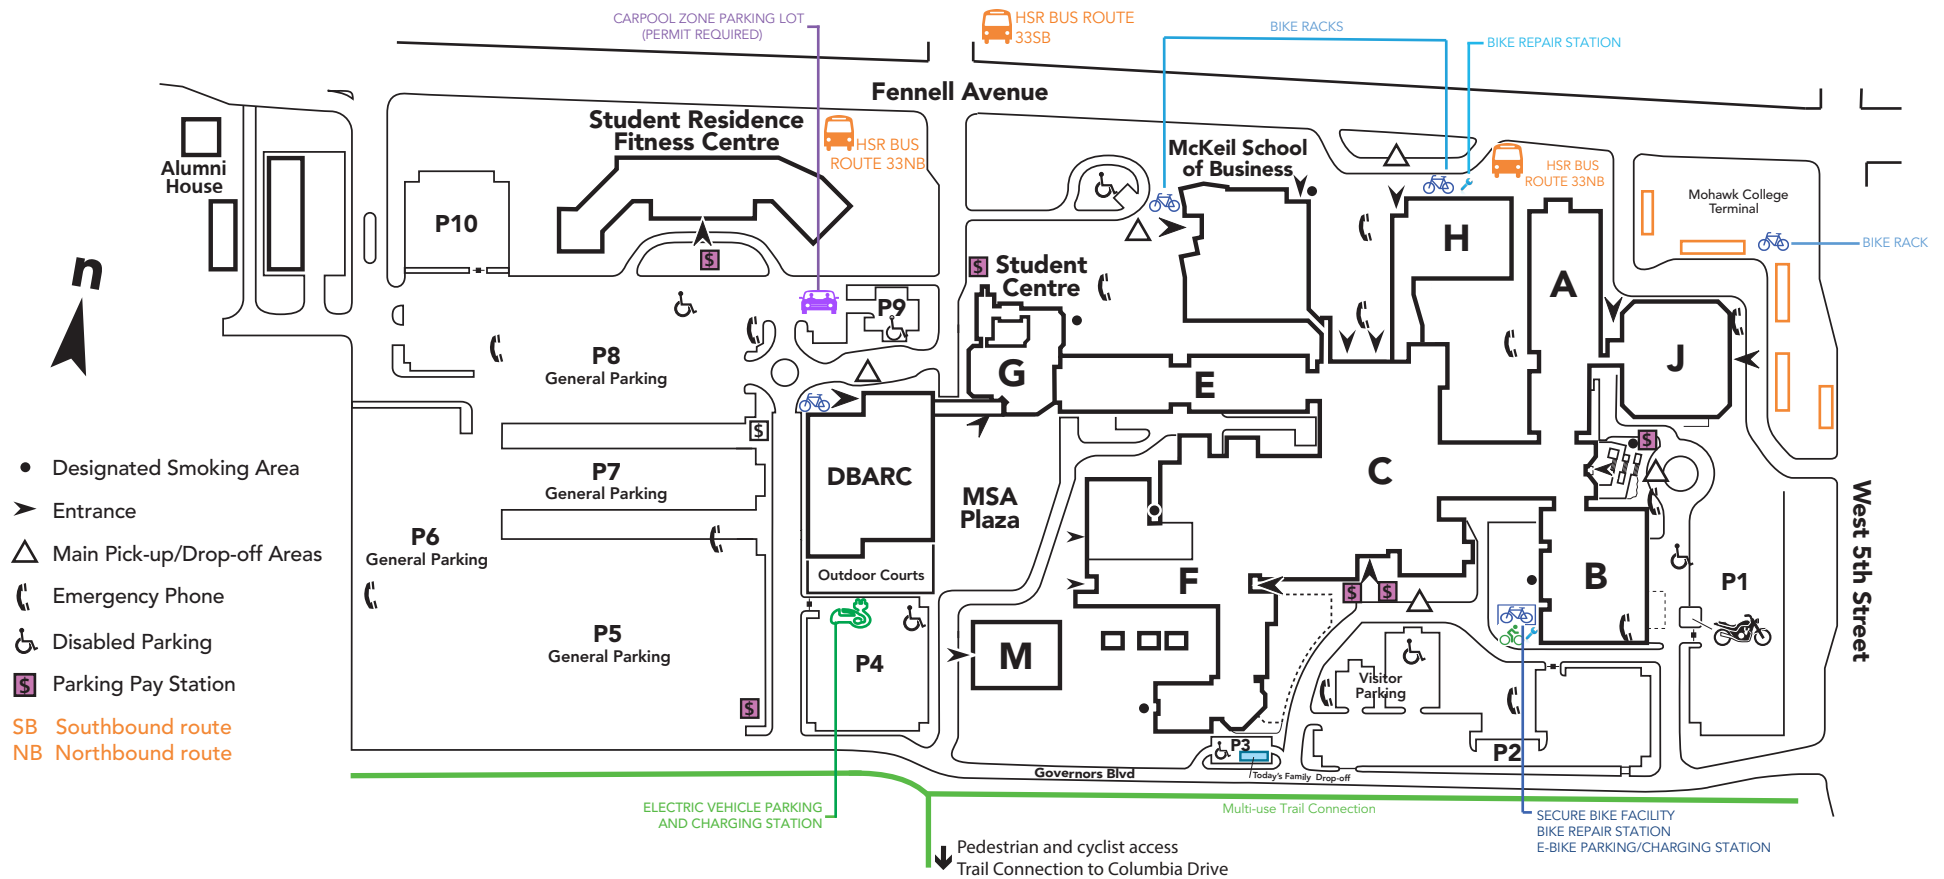 CARPOOL ZONE PARKING LOT
(PERMIT REQUIRED)
HSR BUS ROUTE
33SB
BIKE RACKS
BIKE REPAIR STATION
Fennell Avenue
Student Residence
Fitness Centre
HSR BUS
ROUTE 33NB
McKeil School
of Business
HSR BUS
ROUTE 33NB
Alumni
House
Mohawk College
Terminal
BIKE RACK
P10
H
A
n
$
$
Student
Centre
P9
P8
General Parking
G
E
J
$
$
Designated Smoking Area
Entrance
Main Pick-up/Drop-off Areas
Emergency Phone
Disabled Parking
$ Parking Pay Station
SB Southbound route
NB Northbound route
P7
General Parking
DBARC
MSA
Plaza
C
P6
General Parking
Outdoor Courts
F
$
$
B
P1
West 5th Street
P5
General Parking
P4
M
Visitor
Parking
$
P3
P2
Governors Blvd
Today's Family Drop-off
Multi-use Trail Connection
ELECTRIC VEHICLE PARKING
AND CHARGING STATION
SECURE BIKE FACILITY
BIKE REPAIR STATION
E-BIKE PARKING/CHARGING STATION
Pedestrian and cyclist access
Trail Connection to Columbia Drive